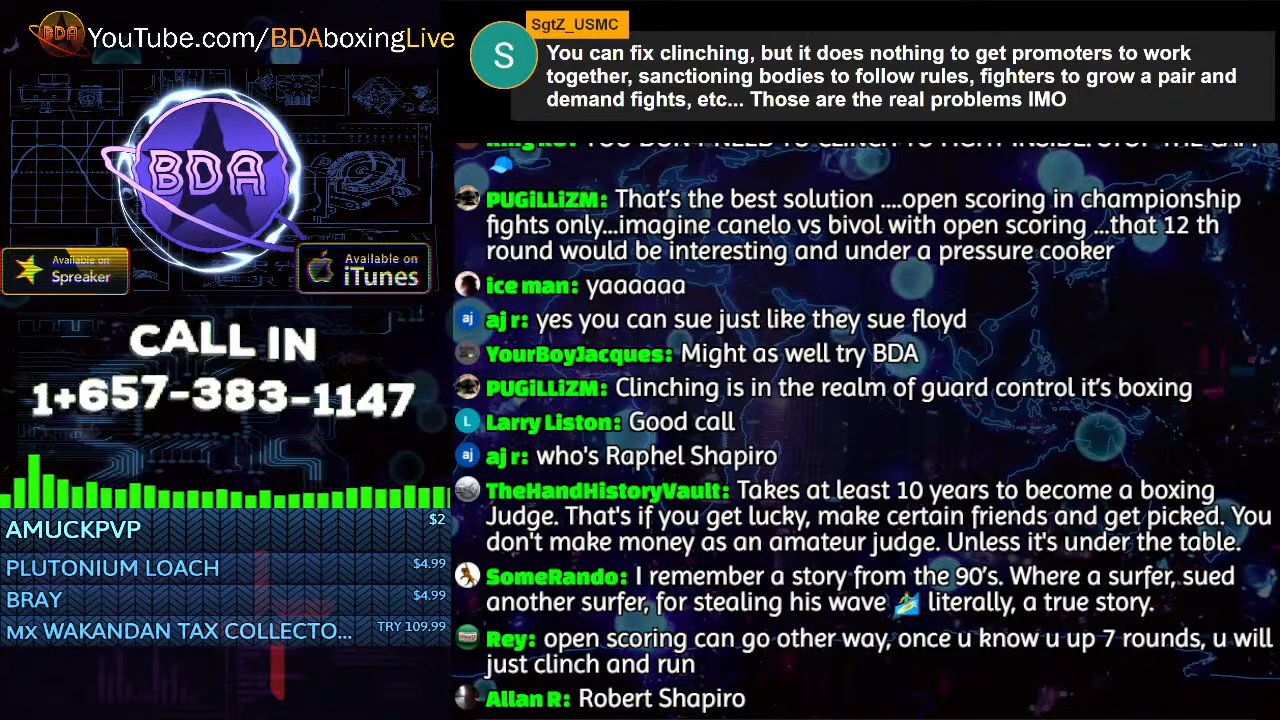 BDA
YouTube.com/BDAboxingLive
BDA
Available on
Spreaker
Available on
iTunes
CALL IN
1+657-383-1147
AMUCKPVP $2
PLUTONIUM LOACH $4.99
BRAY $4.99
MX WAKANDAN TAX COLLECTO... TRY 109.99
S
SgtZ_USMC
You can fix clinching, but it does nothing to get promoters to work
together, sanctioning bodies to follow rules, fighters to grow a pair and
demand fights, etc... Those are the real problems IMO
PUGiLLiZM: That's the best solution ....open scoring in championship
fights only...imagine canelo vs bivol with open scoring ...that 12 th
round would be interesting and under a pressure cooker
ice man: yaaaaaa
aj aj r: yes you can sue just like they sue floyd
YourBoyJacques: Might as well try BDA
PUGiLLiZM: Clinching is in the realm of guard control it's boxing
L Larry Liston: Good call
aj aj r: who's Raphel Shapiro
TheHandHistoryVault: Takes at least 10 years to become a boxing
Judge. That's if you get lucky, make certain friends and get picked. You
don't make money as an amateur judge. Unless it's under the table.
SomeRando: I remember a story from the 90's. Where a surfer, sued
another surfer, for stealing his wave 🏄 literally, a true story.
Rey: open scoring can go other way, once u know u up 7 rounds, u will
just clinch and run
Allan R: Robert Shapiro